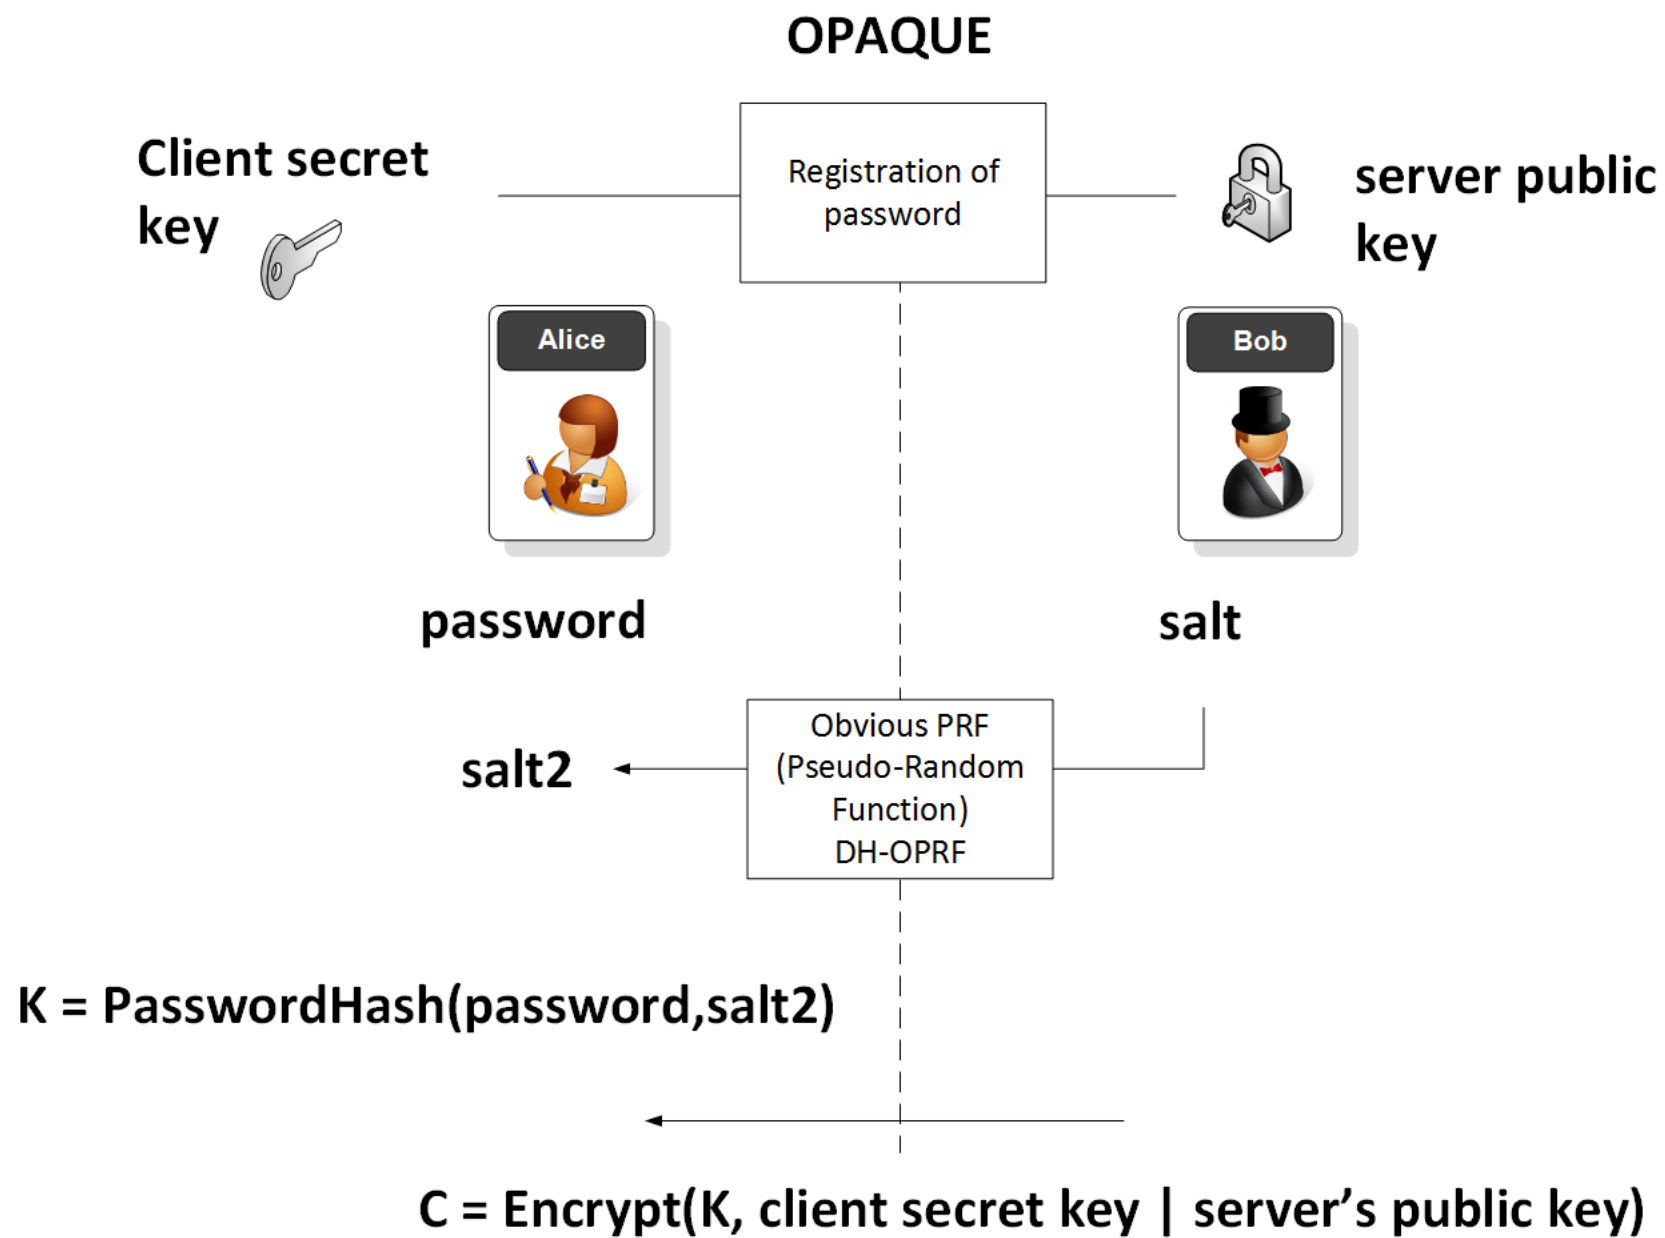 OPAQUE
Client secret
key
Registration of
password
server public
key
Alice
Bob
password
salt
salt2
Obvious PRF
(Pseudo-Random
Function)
DH-OPRF
K = PasswordHash(password,salt2)
C = Encrypt(K, client secret key | server’s public key)